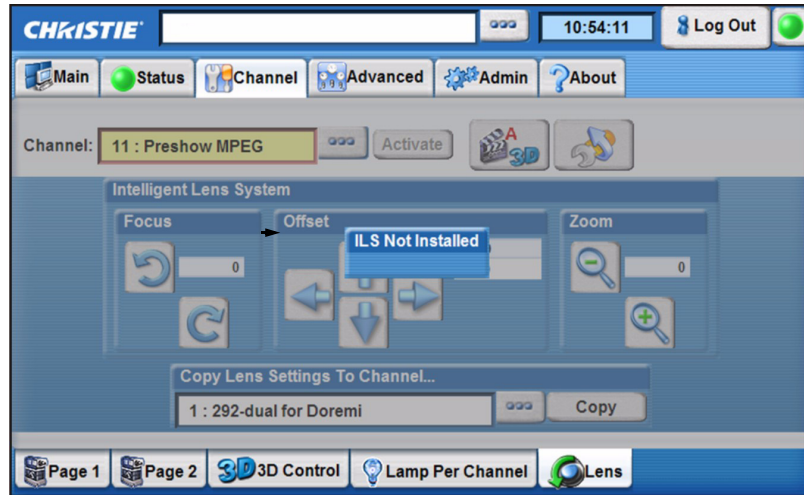 CHRISTIE 10:54:11 Log Out
Main Status Channel Advanced Admin About
Channel: 11 : Preshow MPEG Activate A 3D
Intelligent Lens System
Focus Offset Zoom
ILS Not Installed
0 0
Copy Lens Settings To Channel...
1 : 292-dual for Doremi Copy
Page 1 Page 2 3D 3D Control Lamp Per Channel Lens